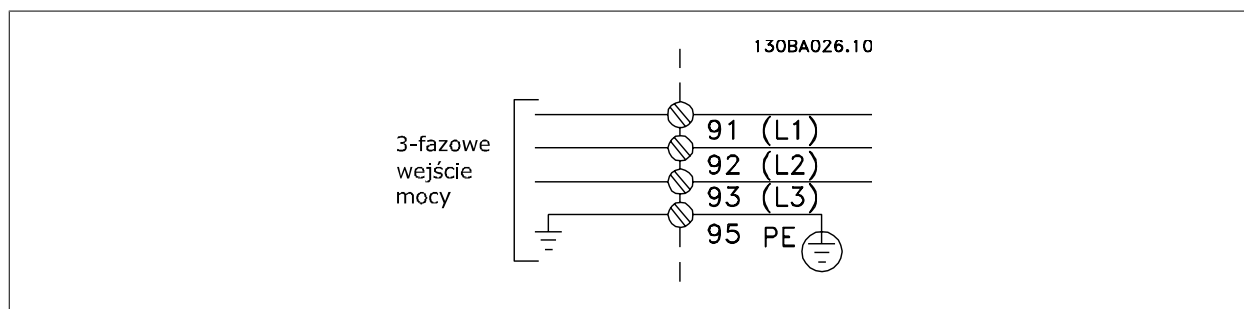 130BA026.10
3-fazowe
wejście
mocy
91 (L1)
92 (L2)
93 (L3)
95 PE